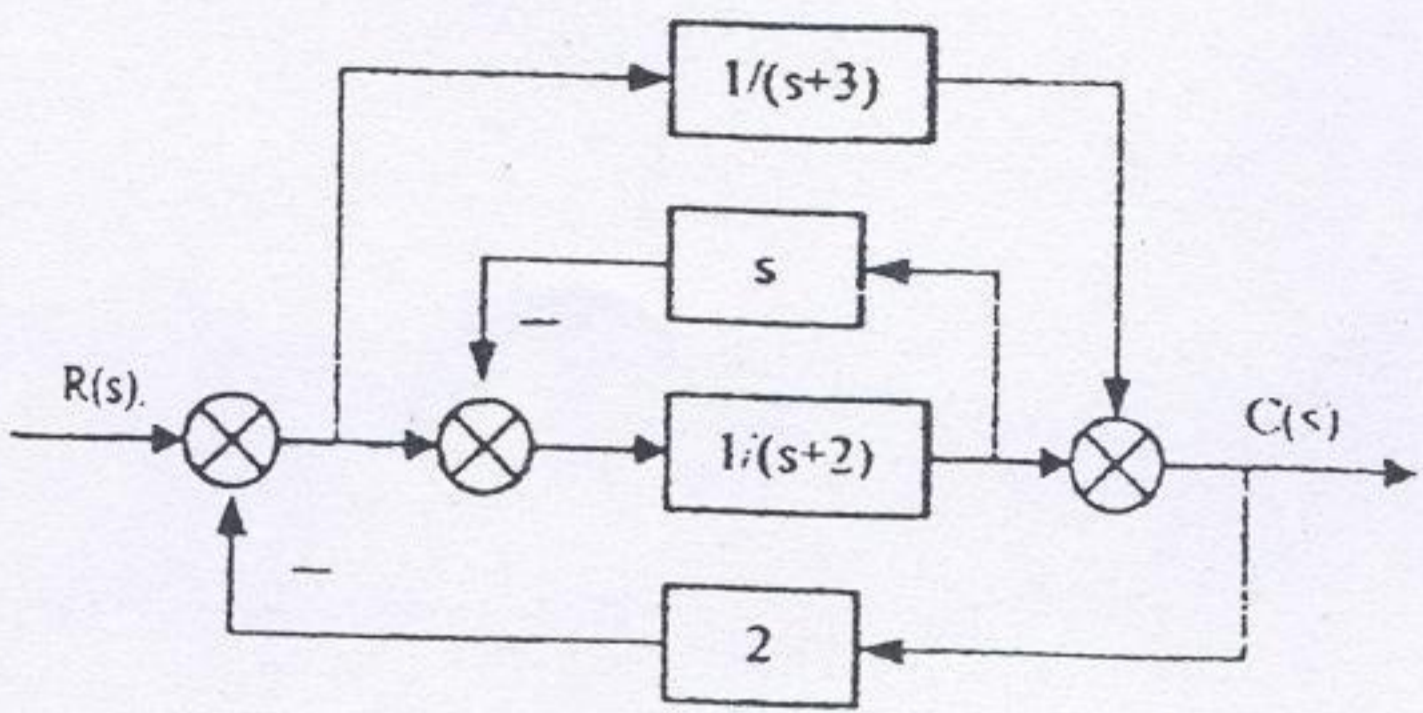 1/(s+3)
s
−
R(s).
1/(s+2)
C(s)
−
2